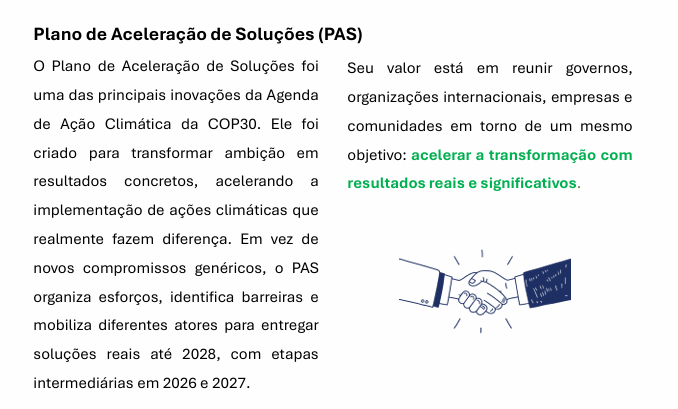 Plano de Aceleração de Soluções (PAS)
O Plano de Aceleração de Soluções foi
uma das principais inovações da Agenda
de Ação Climática da COP30. Ele foi
criado para transformar ambição em
resultados concretos, acelerando a
implementação de ações climáticas que
realmente fazem diferença. Em vez de
novos compromissos genéricos, o PAS
organiza esforços, identifica barreiras e
mobiliza diferentes atores para entregar
soluções reais até 2028, com etapas
intermediárias em 2026 e 2027.
Seu valor está em reunir governos,
organizações internacionais, empresas e
comunidades em torno de um mesmo
objetivo: acelerar a transformação com
resultados reais e significativos.